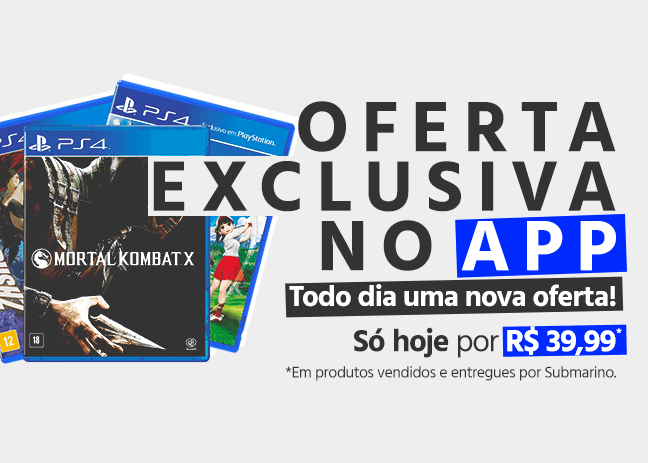 OFERTA
EXCLUSIVA
NO APP
Todo dia uma nova oferta!
Só hoje por R$ 39,99*
*Em produtos vendidos e entregues por Submarino.
PS4
Exclusivo em PlayStation.
PS4
PS4
MORTAL KOMBAT X
12
18